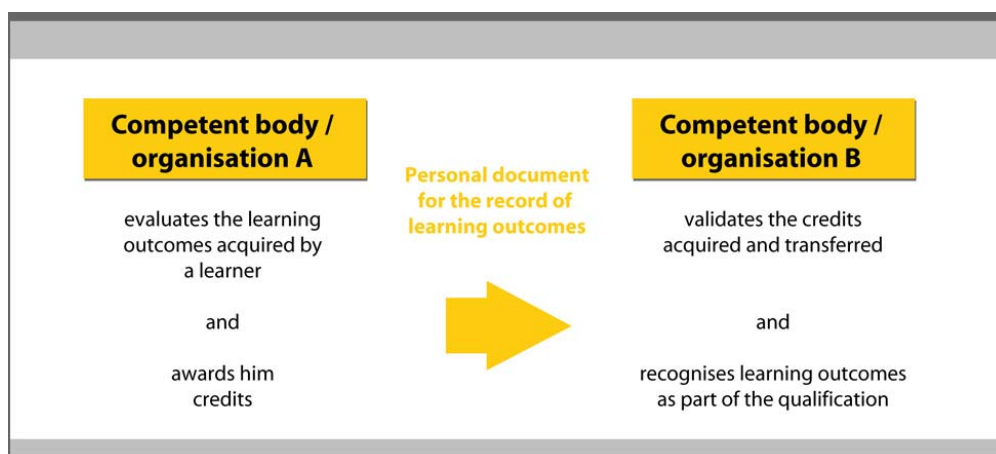 Competent body /
organisation A
evaluates the learning
outcomes acquired by
a learner
and
awards him
credits
Personal document
for the record of
learning outcomes
Competent body /
organisation B
validates the credits
acquired and transferred
and
recognises learning outcomes
as part of the qualification